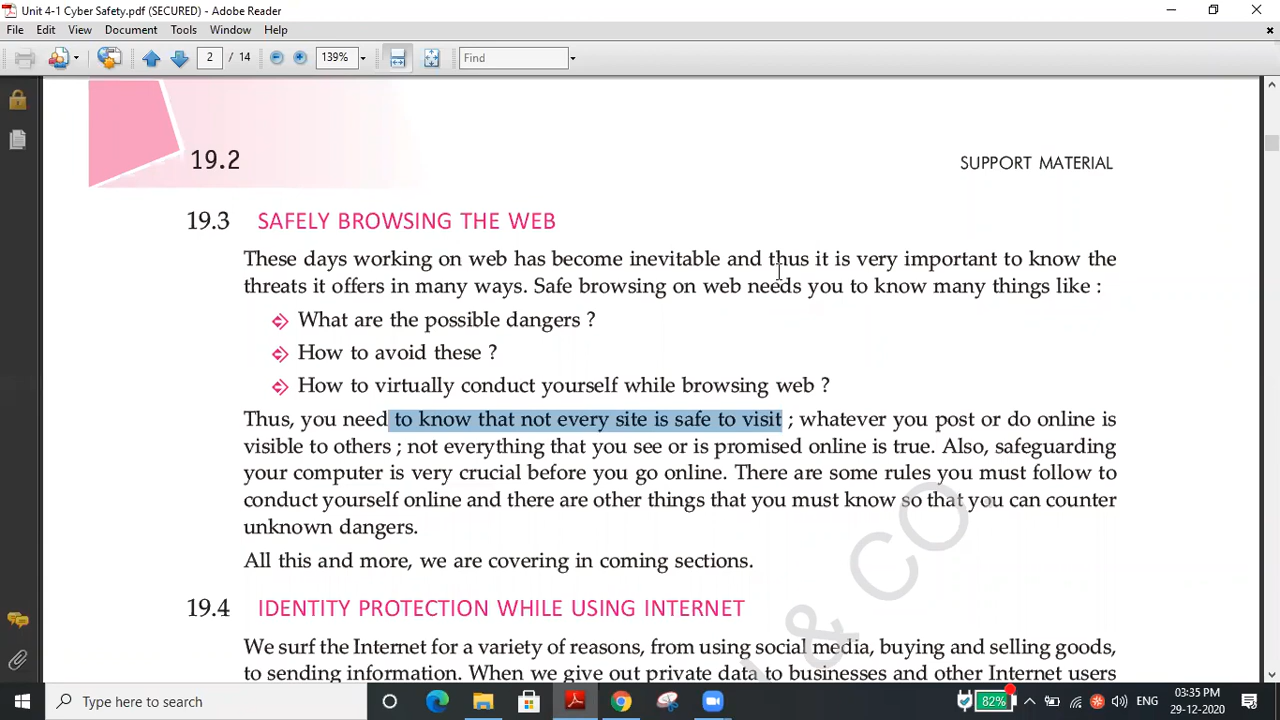 Unit 4-1 Cyber Safety.pdf (SECURED) - Adobe Reader
File Edit View Document Tools Window Help
2 / 14 139% Find
19.2
SUPPORT MATERIAL
19.3 SAFELY BROWSING THE WEB
These days working on web has become inevitable and thus it is very important to know the
threats it offers in many ways. Safe browsing on web needs you to know many things like :
What are the possible dangers ?
How to avoid these ?
How to virtually conduct yourself while browsing web ?
Thus, you need to know that not every site is safe to visit ; whatever you post or do online is
visible to others ; not everything that you see or is promised online is true. Also, safeguarding
your computer is very crucial before you go online. There are some rules you must follow to
conduct yourself online and there are other things that you must know so that you can counter
unknown dangers.
All this and more, we are covering in coming sections.
19.4 IDENTITY PROTECTION WHILE USING INTERNET
We surf the Internet for a variety of reasons, from using social media, buying and selling goods,
to sending information. When we give out private data to businesses and other Internet users
& CO.
Type here to search
82%
ENG
03:35 PM
29-12-2020